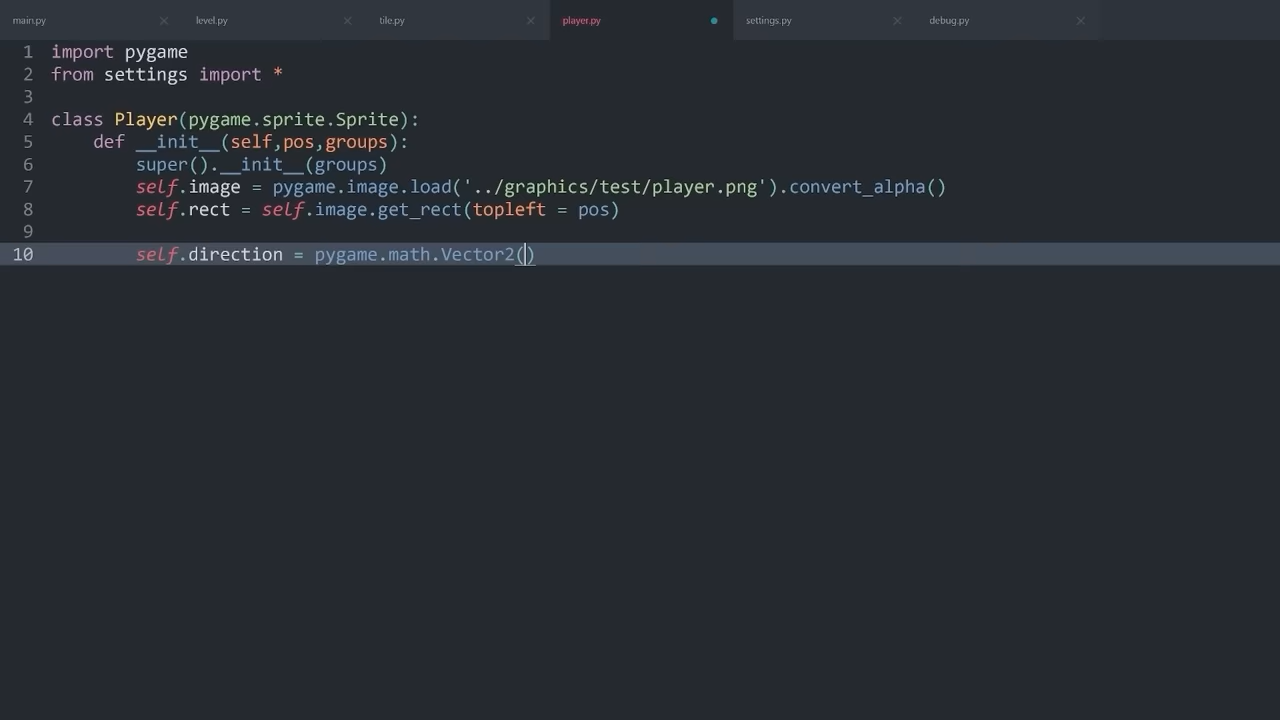 main.py level.py tile.py player.py settings.py debug.py
1 import pygame
2 from settings import *
3
4 class Player(pygame.sprite.Sprite):
5     def __init__(self,pos,groups):
6         super().__init__(groups)
7         self.image = pygame.image.load('../graphics/test/player.png').convert_alpha()
8         self.rect = self.image.get_rect(topleft = pos)
9
10         self.direction = pygame.math.Vector2()